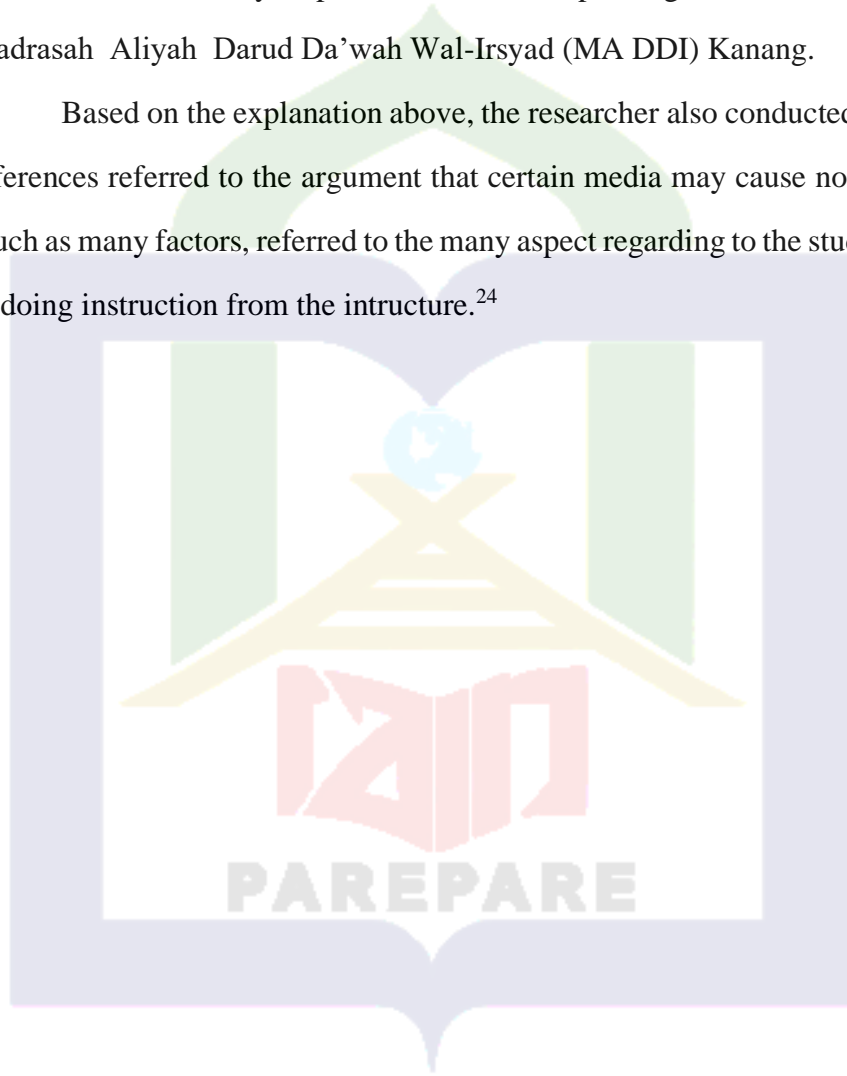 adrasah Aliyah Darud Da’wah Wal-Irsyad (MA DDI) Kanang.
Based on the explanation above, the researcher also conducted
ferences referred to the argument that certain media may cause no
uch as many factors, referred to the many aspect regarding to the stu
doing instruction from the intructure.24
iain
PAREPARE